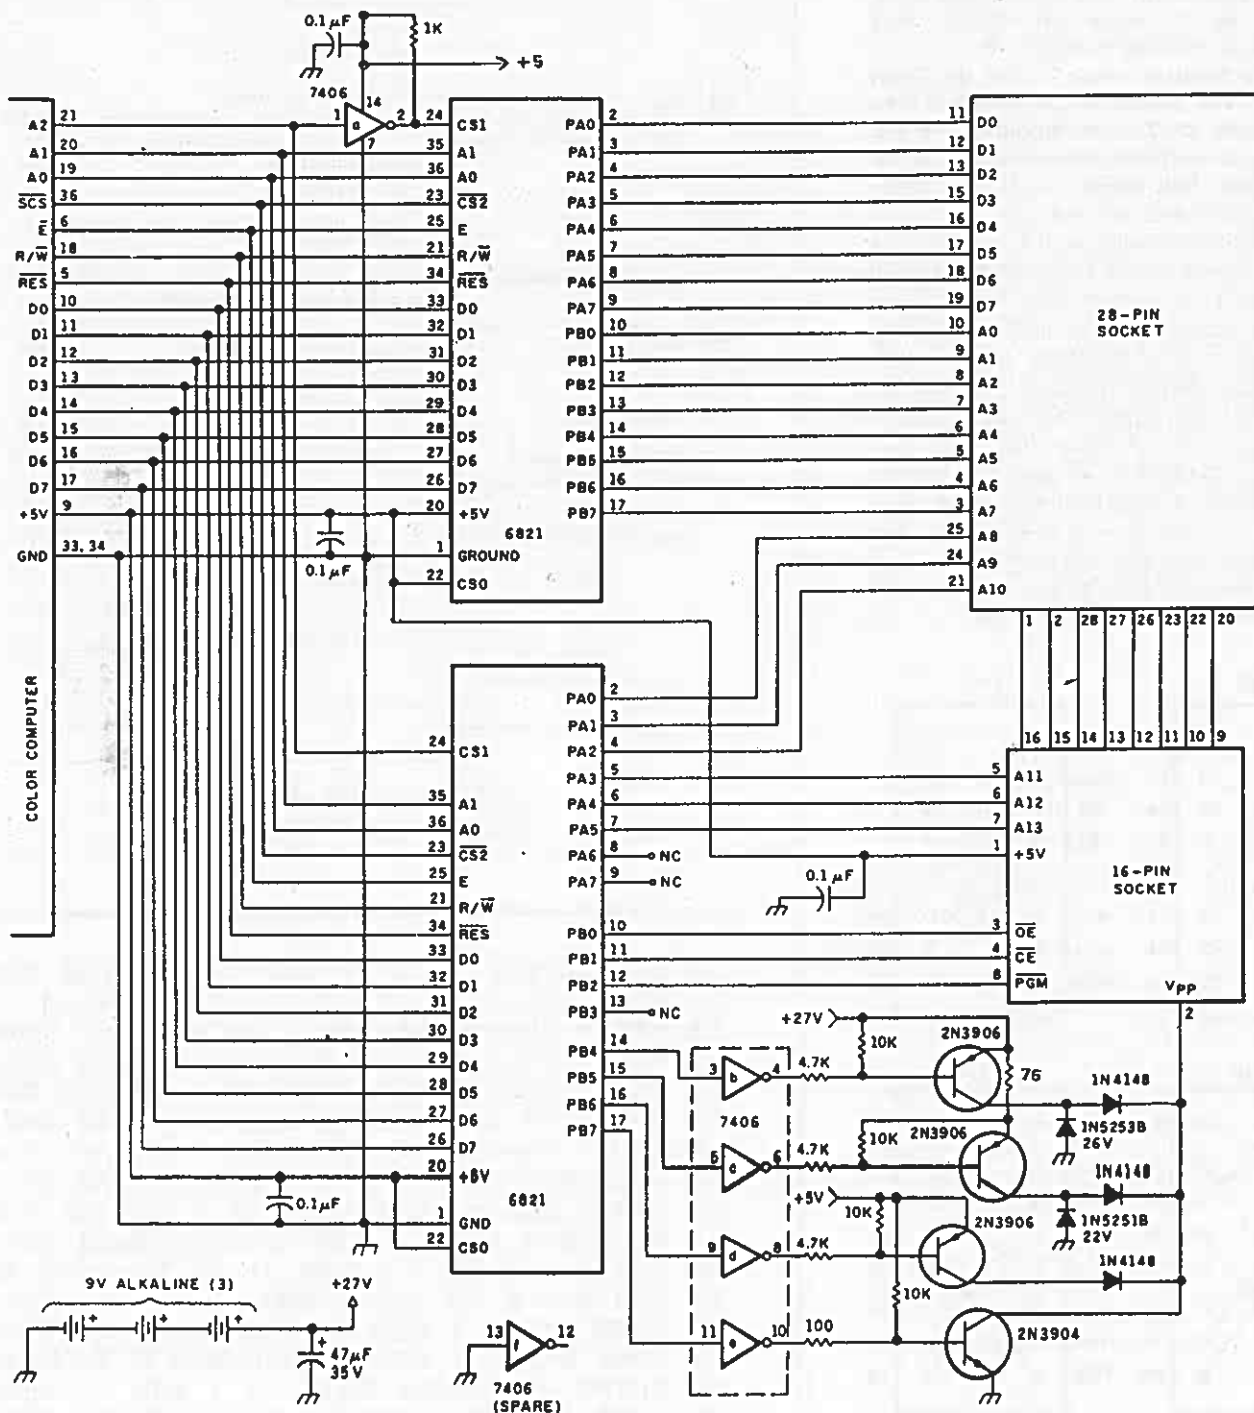 0.1 µF
1K
+5
7406
14
1
a
2
7
COLOR COMPUTER
A2 21
A1 20
A0 19
SCS 36
E 6
R/W 18
RES 5
D0 10
D1 11
D2 12
D3 13
D4 14
D5 15
D6 16
D7 17
+5V 9
GND 33, 34
0.1 µF
24 CS1
35 A1
36 A0
23 CS2
25 E
21 R/W
34 RES
33 D0
32 D1
31 D2
30 D3
29 D4
28 D5
27 D6
26 D7
20 +5V
6821
1 GROUND
22 CS0
PA0 2
PA1 3
PA2 4
PA3 5
PA4 6
PA5 7
PA6 8
PA7 9
PB0 10
PB1 11
PB2 12
PB3 13
PB4 14
PB5 15
PB6 16
PB7 17
11 D0
12 D1
13 D2
15 D3
16 D4
17 D5
18 D6
19 D7
10 A0
9 A1
8 A2
7 A3
6 A4
5 A5
4 A6
3 A7
25 A8
24 A9
21 A10
28-PIN
SOCKET
1 2 28 27 26 23 22 20
16 15 14 13 12 11 10 9
24 CS1
35 A1
36 A0
23 CS2
25 E
21 R/W
34 RES
33 D0
32 D1
31 D2
30 D3
29 D4
28 D5
27 D6
26 D7
20 +5V
6821
1 GND
22 CS0
0.1µF
PA0 2
PA1 3
PA2 4
PA3 5
PA4 6
PA5 7
PA6 8 NC
PA7 9 NC
PB0 10
PB1 11
PB2 12
PB3 13 NC
PB4 14
PB5 15
PB6 16
PB7 17
5 A11
6 A12
7 A13
1 +5V
16-PIN
SOCKET
0.1 µF
3 OE
4 CE
8 PGM
VPP
2
+27V
10K
2N3906
75
3 b 4
4.7K
1N4148
1N5253B
26V
7406
10K
2N3906
5 c 6
4.7K
1N4148
1N5251B
22V
+5V
10K
2N3906
9 d 8
4.7K
1N4148
10K
11 e 10
100
2N3904
9V ALKALINE (3)
+27V
+ + +
+
47µF
35V
13 f 12
7406
(SPARE)